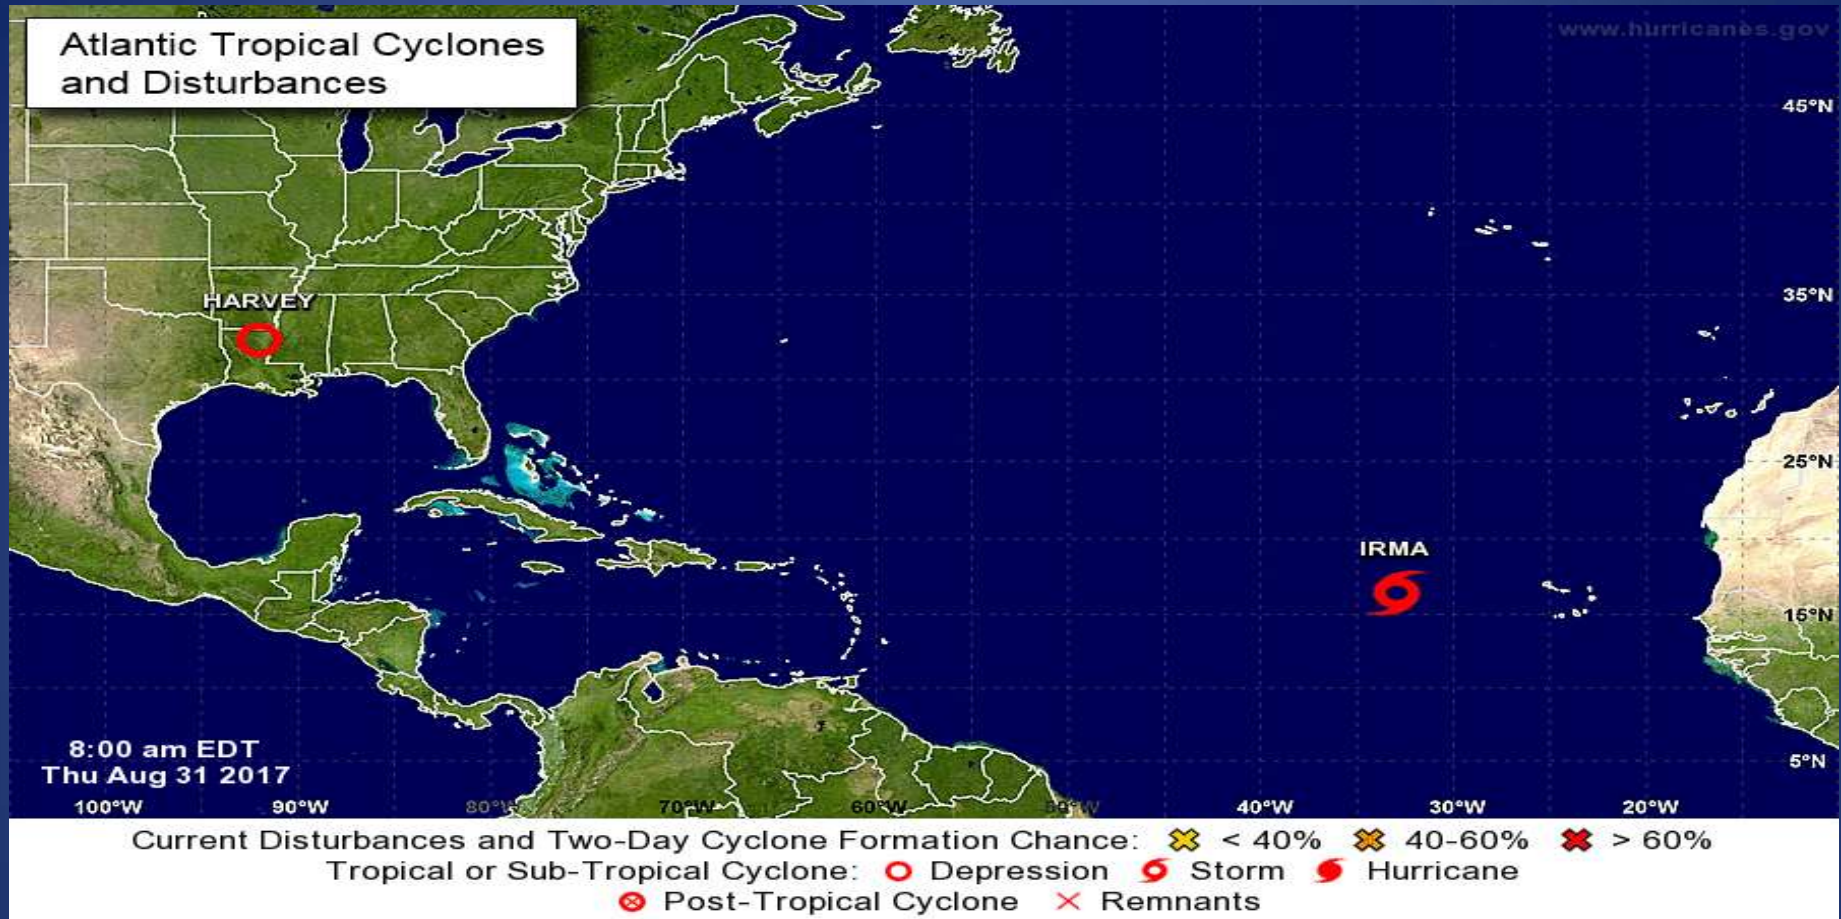 Atlantic Tropical Cyclones
and Disturbances
www.hurricanes.gov
45°N
35°N
HARVEY
25°N
IRMA
15°N
5°N
8:00 am EDT
Thu Aug 31 2017
100°W 90°W 80°W 70°W 60°W 50°W 40°W 30°W 20°W
Current Disturbances and Two-Day Cyclone Formation Chance: < 40% 40-60% > 60%
Tropical or Sub-Tropical Cyclone: Depression Storm Hurricane
Post-Tropical Cyclone Remnants